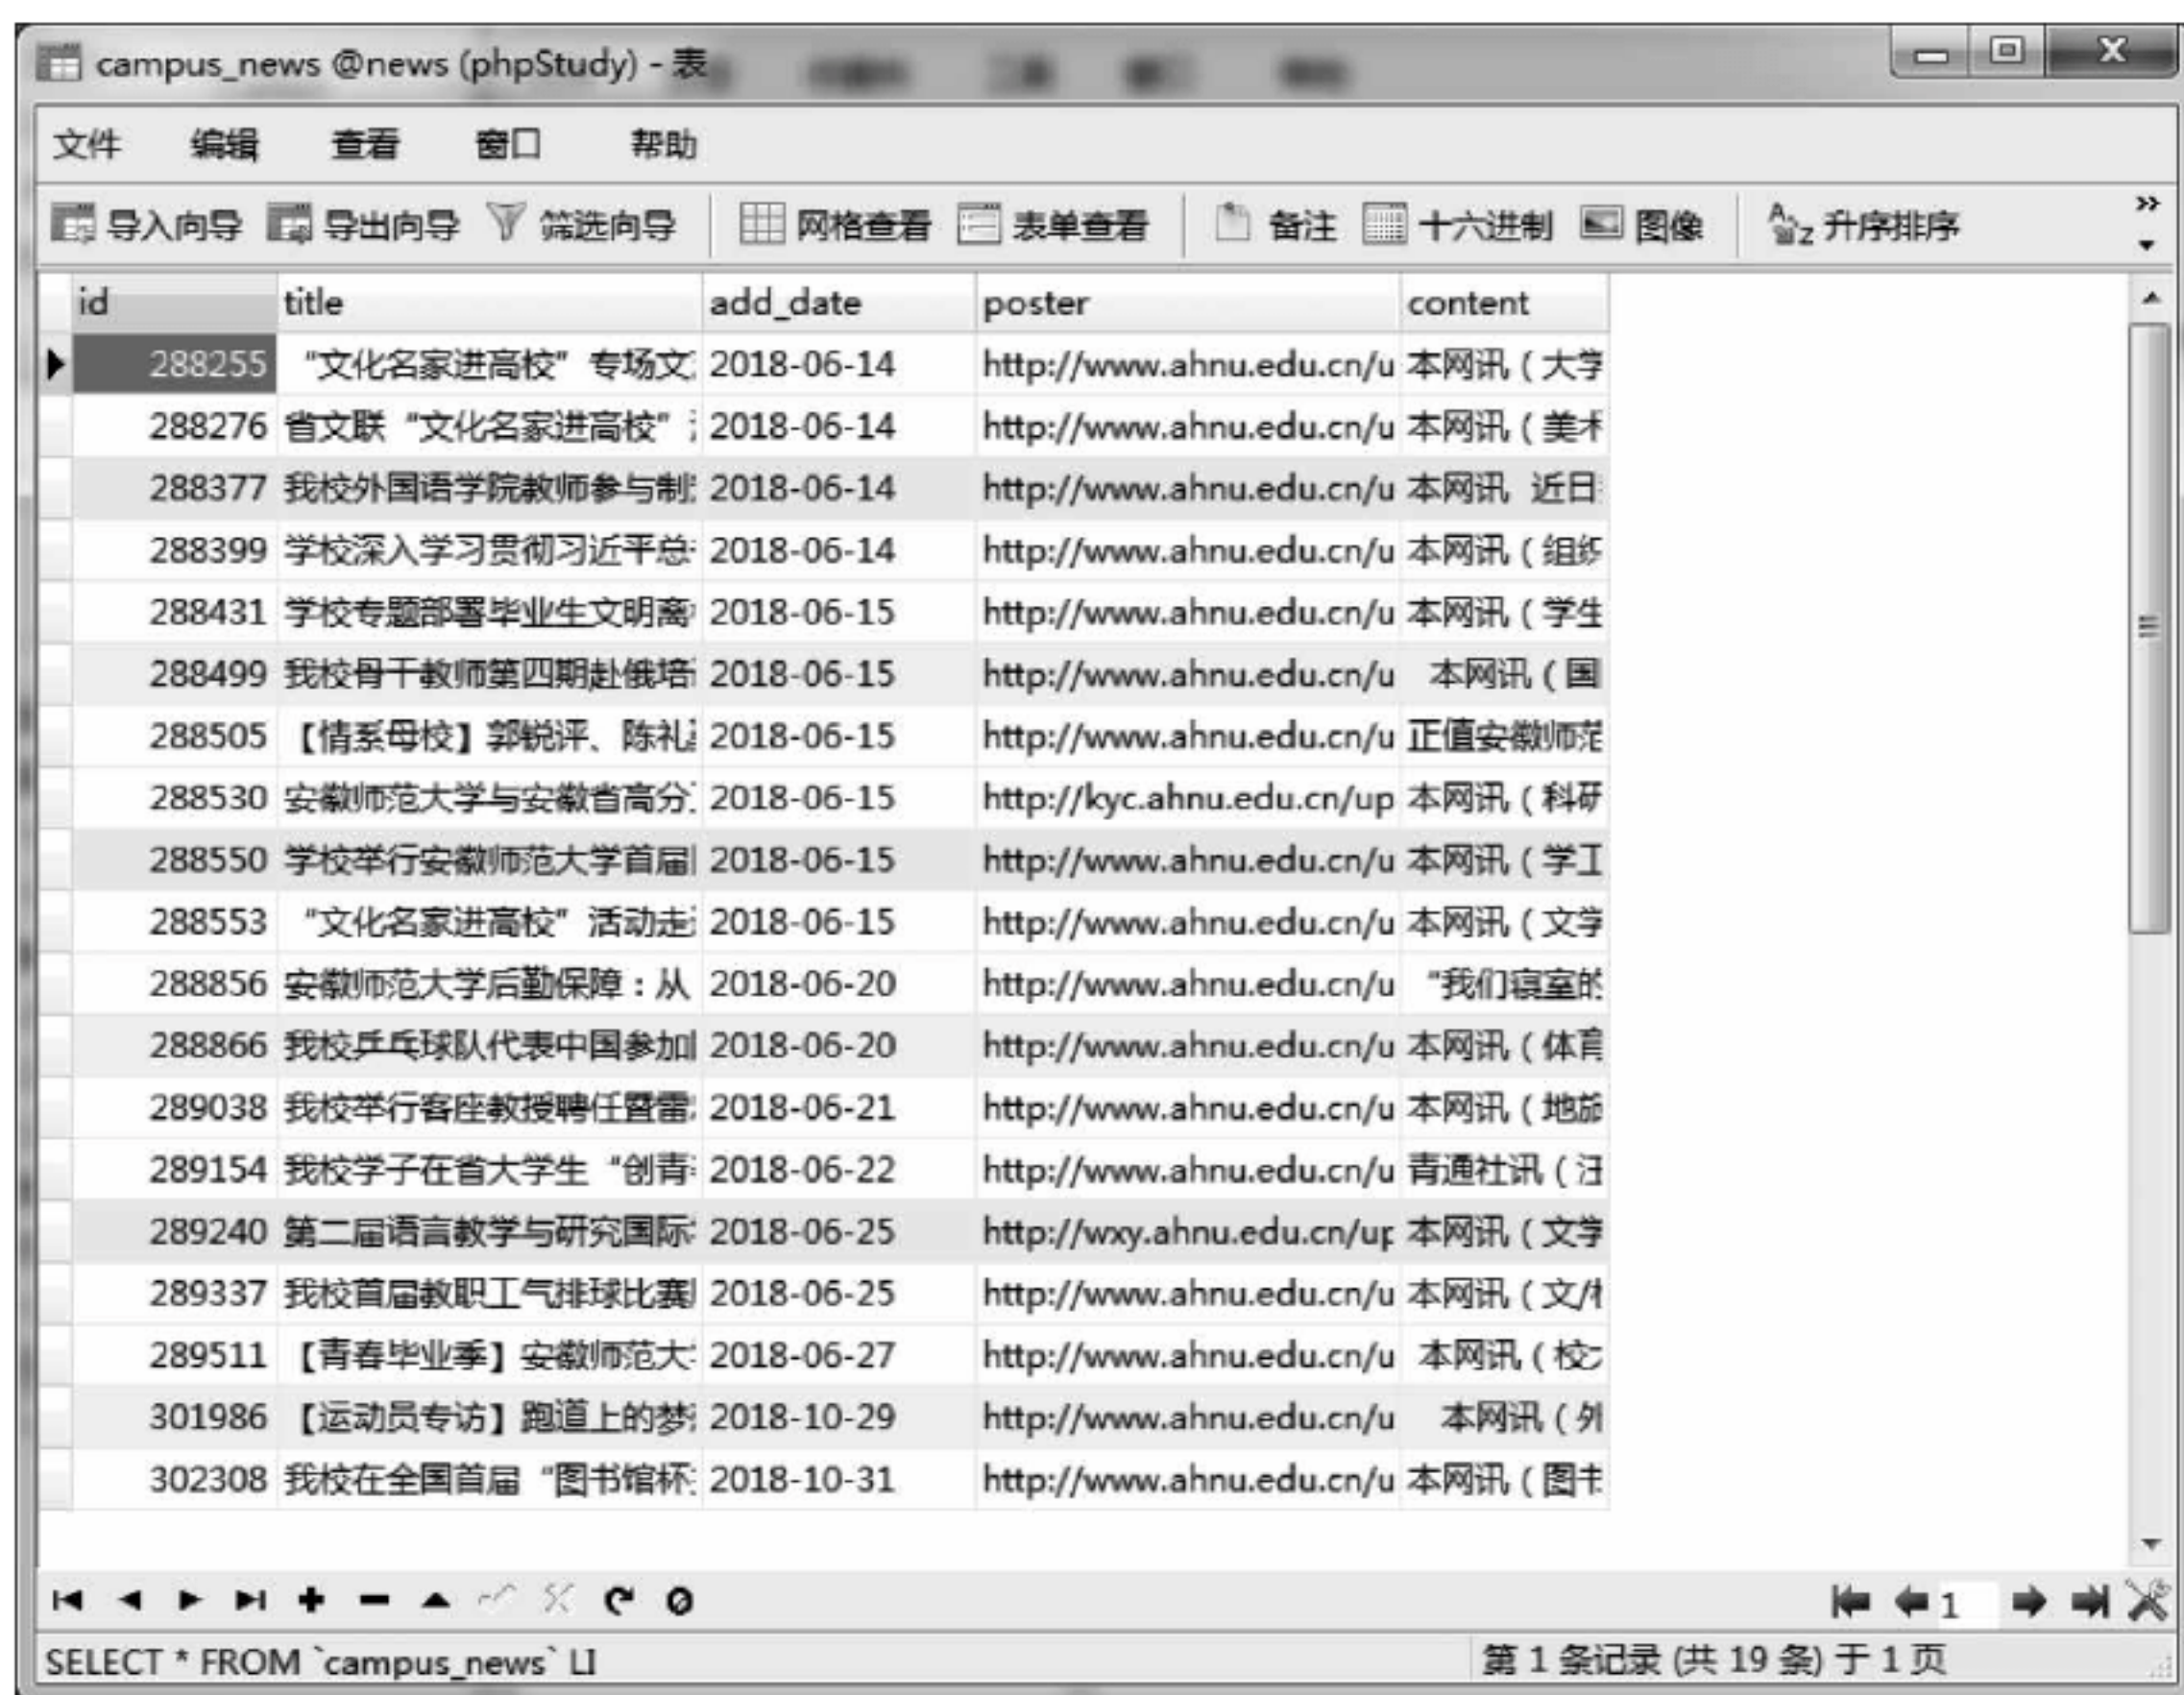 campus_news @news (phpStudy) - 表
文件 编辑 查看 窗口 帮助
导入向导 导出向导 筛选向导 网格查看 表单查看 备注 十六进制 图像 升序排序 »
id title add_date poster content
288255 “文化名家进高校”专场文 2018-06-14 http://www.ahnu.edu.cn/u 本网讯（大学
288276 省文联“文化名家进高校” 2018-06-14 http://www.ahnu.edu.cn/u 本网讯（美术
288377 我校外国语学院教师参与制 2018-06-14 http://www.ahnu.edu.cn/u 本网讯 近日
288399 学校深入学习贯彻习近平总 2018-06-14 http://www.ahnu.edu.cn/u 本网讯（组织
288431 学校专题部署毕业生文明离 2018-06-15 http://www.ahnu.edu.cn/u 本网讯（学生
288499 我校骨干教师第四期赴俄培 2018-06-15 http://www.ahnu.edu.cn/u 本网讯（国
288505 【情系母校】郭锐评、陈礼 2018-06-15 http://www.ahnu.edu.cn/u 正值安徽师范
288530 安徽师范大学与安徽省高分 2018-06-15 http://kyc.ahnu.edu.cn/up 本网讯（科研
288550 学校举行安徽师范大学首届 2018-06-15 http://www.ahnu.edu.cn/u 本网讯（学工
288553 “文化名家进高校”活动走 2018-06-15 http://www.ahnu.edu.cn/u 本网讯（文学
288856 安徽师范大学后勤保障：从 2018-06-20 http://www.ahnu.edu.cn/u “我们寝室的
288866 我校乒乓球队代表中国参加 2018-06-20 http://www.ahnu.edu.cn/u 本网讯（体育
289038 我校举行客座教授聘任暨雷 2018-06-21 http://www.ahnu.edu.cn/u 本网讯（地旅
289154 我校学子在省大学生“创青 2018-06-22 http://www.ahnu.edu.cn/u 青通社讯（汪
289240 第二届语言教学与研究国际 2018-06-25 http://wxy.ahnu.edu.cn/up 本网讯（文学
289337 我校首届教职工气排球比赛 2018-06-25 http://www.ahnu.edu.cn/u 本网讯（文/
289511 【青春毕业季】安徽师范大 2018-06-27 http://www.ahnu.edu.cn/u 本网讯（校
301986 【运动员专访】跑道上的梦 2018-10-29 http://www.ahnu.edu.cn/u 本网讯（外
302308 我校在全国首届“图书馆杯 2018-10-31 http://www.ahnu.edu.cn/u 本网讯（图书
1
SELECT * FROM `campus_news` LI 第 1 条记录 (共 19 条) 于 1 页